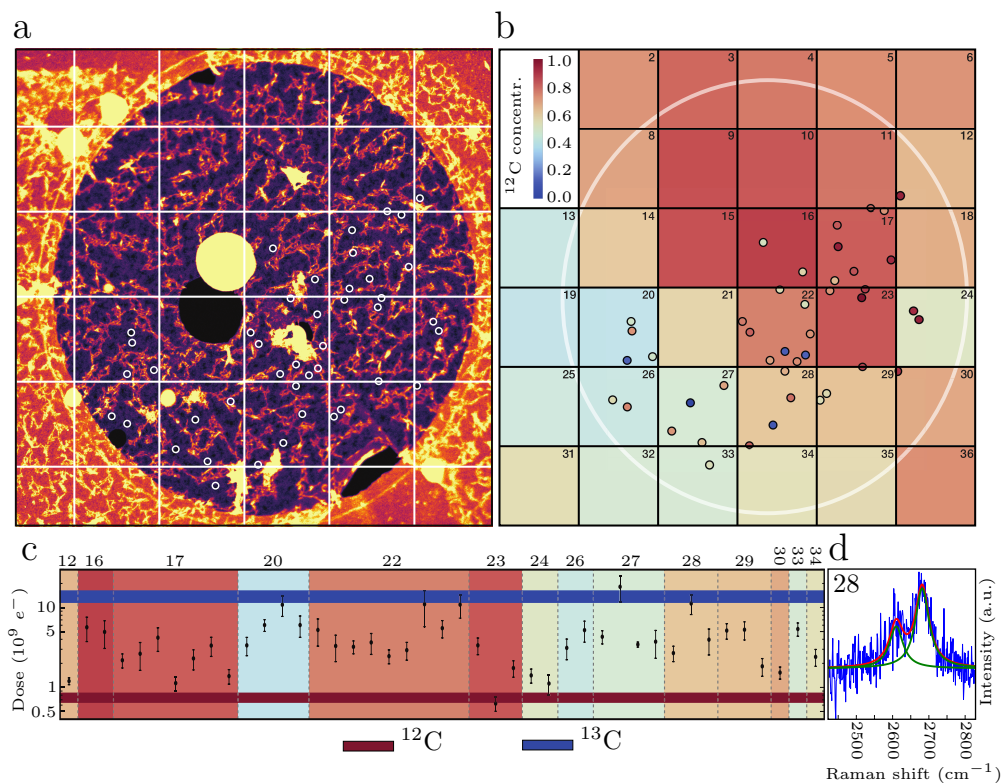 a
b
12C concentr.
1.0
0.8
0.6
0.4
0.2
0.0
2 3 4 5 6
8 9 10 11 12
13 14 15 16 17 18
19 20 21 22 23 24
25 26 27 28 29 30
31 32 33 34 35 36
c
12 16 17 20 22 23 24 26 27 28 29 30 33 34
Dose (10⁹ e⁻)
10
5
1
0.5
¹²C
¹³C
d
28
Intensity (a.u.)
2500
2600
2700
2800
Raman shift (cm⁻¹)